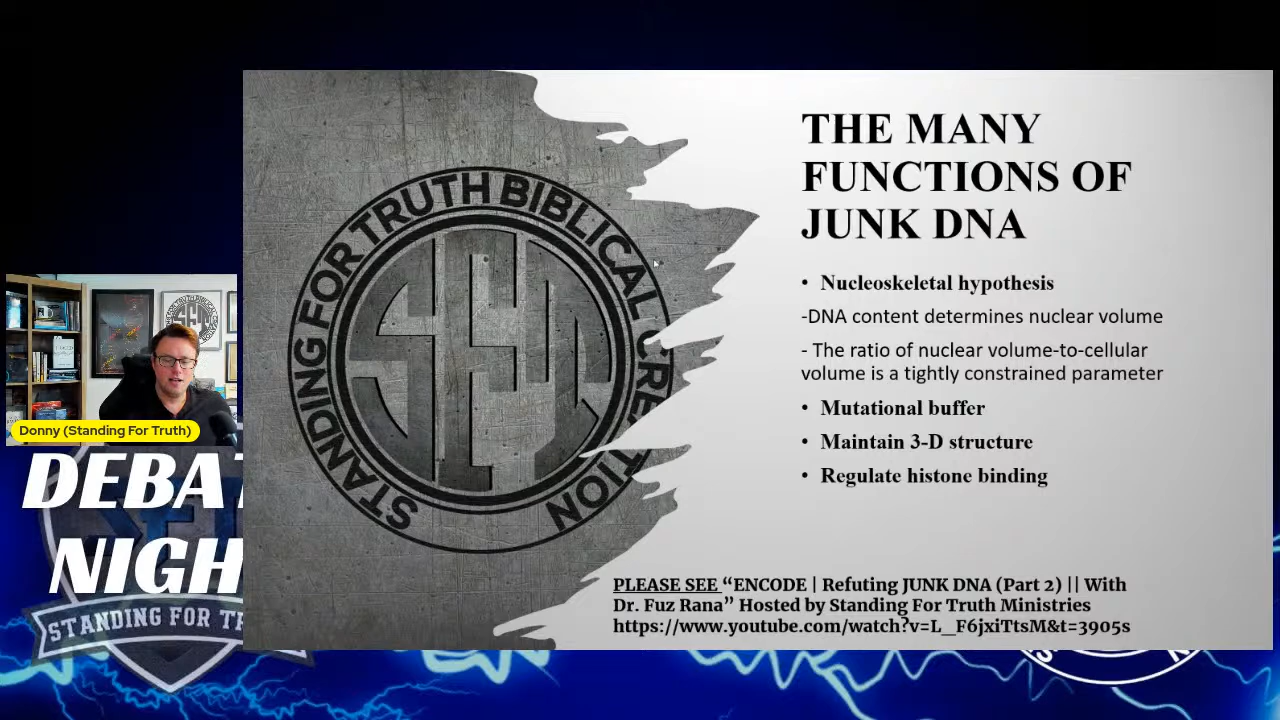 THE MANY
FUNCTIONS OF
JUNK DNA
• Nucleoskeletal hypothesis
-DNA content determines nuclear volume
- The ratio of nuclear volume-to-cellular
volume is a tightly constrained parameter
• Mutational buffer
• Maintain 3-D structure
• Regulate histone binding
PLEASE SEE “ENCODE | Refuting JUNK DNA (Part 2) || With
Dr. Fuz Rana” Hosted by Standing For Truth Ministries
https://www.youtube.com/watch?v=L_F6jxiTtsM&t=3905s
STANDING FOR TRUTH BIBLICAL CRE TION
SFT
Donny (Standing For Truth)
DEBAT
NIGH
STANDING FOR TR